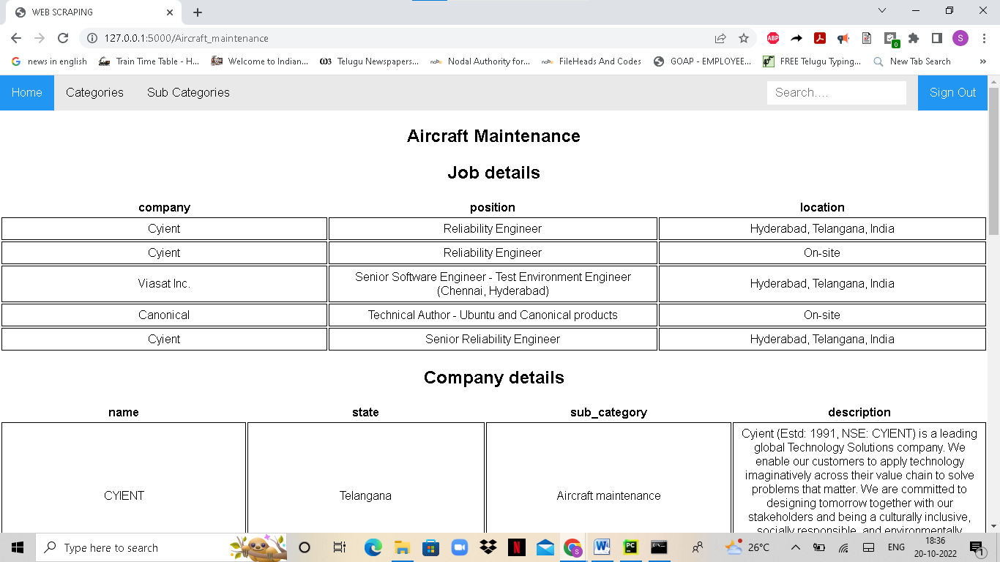 WEB SCRAPING
127.0.0.1:5000/Aircraft_maintenance
ABP
0
S
news in english
Train Time Table - H...
Welcome to Indian...
Telugu Newspapers...
Nodal Authority for...
FileHeads And Codes
GOAP - EMPLOYEE...
FREE Telugu Typing...
New Tab Search
»
Home Categories Sub Categories Search.... Sign Out
Aircraft Maintenance
Job details
company position location
Cyient Reliability Engineer Hyderabad, Telangana, India
Cyient Reliability Engineer On-site
Viasat Inc. Senior Software Engineer - Test Environment Engineer
(Chennai, Hyderabad) Hyderabad, Telangana, India
Canonical Technical Author - Ubuntu and Canonical products On-site
Cyient Senior Reliability Engineer Hyderabad, Telangana, India
Company details
name state sub_category description
CYIENT Telangana Aircraft maintenance
Cyient (Estd: 1991, NSE: CYIENT) is a leading
global Technology Solutions company. We
enable our customers to apply technology
imaginatively across their value chain to solve
problems that matter. We are committed to
designing tomorrow together with our
stakeholders and being a culturally inclusive,
socially responsible, and environmentally
Type here to search
N
S
W
PC
26°C
ENG
18:36
20-10-2022
1